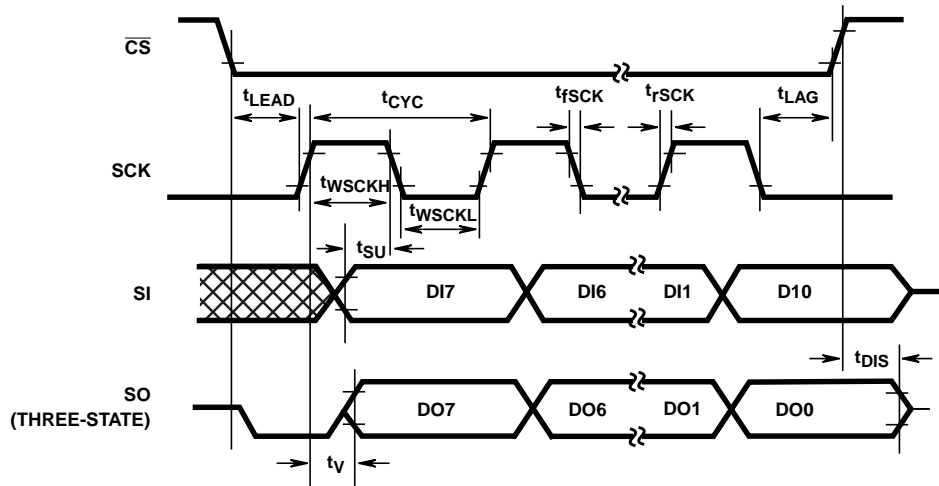 CS
tLEAD
tCYC
tfSCK
trSCK
tLAG
SCK
tWSCKH
tWSCKL
tSU
SI
DI7
DI6
DI1
D10
tDIS
SO
(THREE-STATE)
DO7
DO6
DO1
DO0
tV